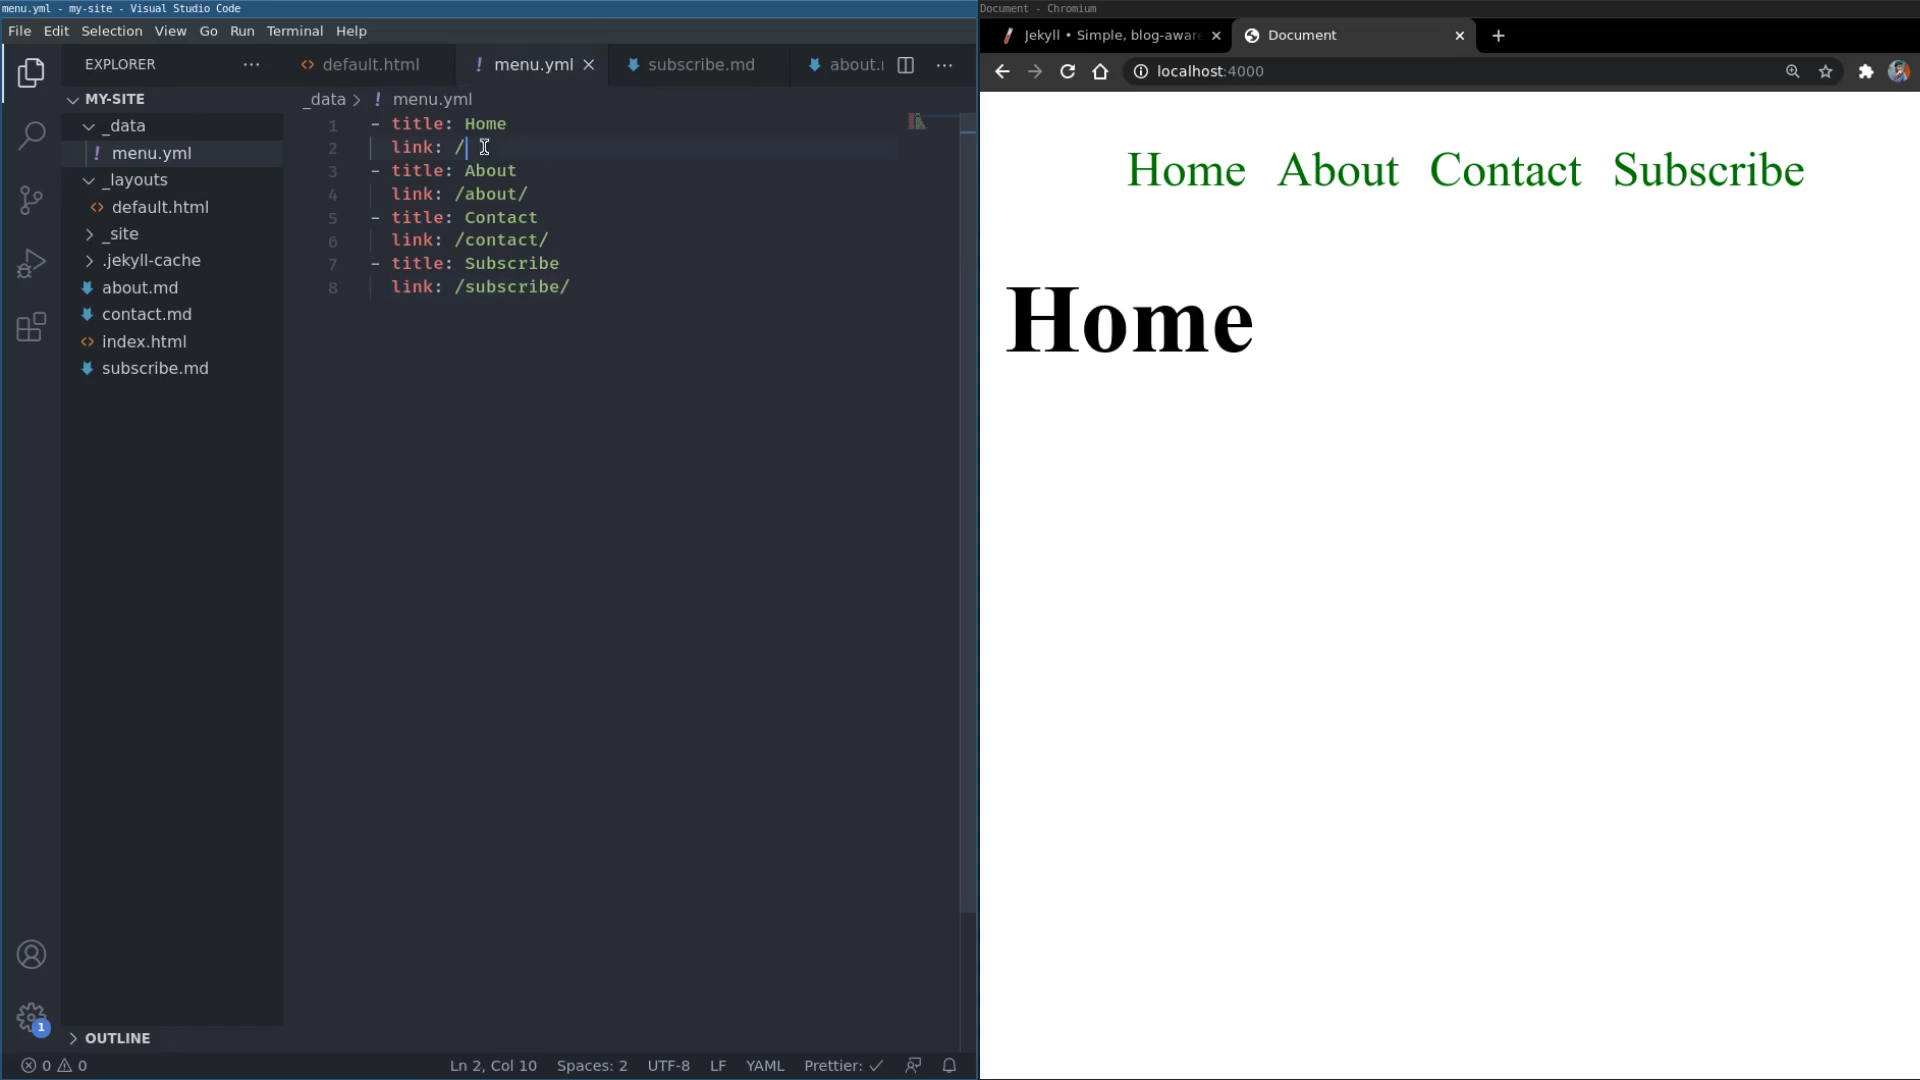 menu.yml - my-site - Visual Studio Code
File Edit Selection View Go Run Terminal Help
EXPLORER
MY-SITE
_data
menu.yml
_layouts
default.html
_site
.jekyll-cache
about.md
contact.md
index.html
subscribe.md
OUTLINE
default.html menu.yml subscribe.md about.
_data > ! menu.yml
1 - title: Home
2 link: /
3 - title: About
4 link: /about/
5 - title: Contact
6 link: /contact/
7 - title: Subscribe
8 link: /subscribe/
1
0 0 Ln 2, Col 10 Spaces: 2 UTF-8 LF YAML Prettier: ✓
Document - Chromium
Jekyll • Simple, blog-aware Document
localhost:4000
Home About Contact Subscribe
Home